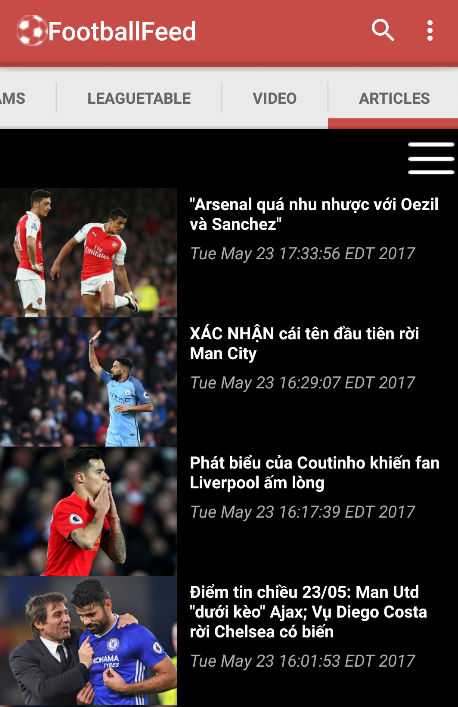 FootballFeed
AMS
LEAGUETABLE
VIDEO
ARTICLES
"Arsenal quá nhu nhược với Oezil
và Sanchez"
Tue May 23 17:33:56 EDT 2017
XÁC NHẬN cái tên đầu tiên rời
Man City
Tue May 23 16:29:07 EDT 2017
Phát biểu của Coutinho khiến fan
Liverpool ấm lòng
Tue May 23 16:17:39 EDT 2017
Điểm tin chiều 23/05: Man Utd
"dưới kèo" Ajax; Vụ Diego Costa
rời Chelsea có biến
Tue May 23 16:01:53 EDT 2017
YOKOHAMA
TYRES